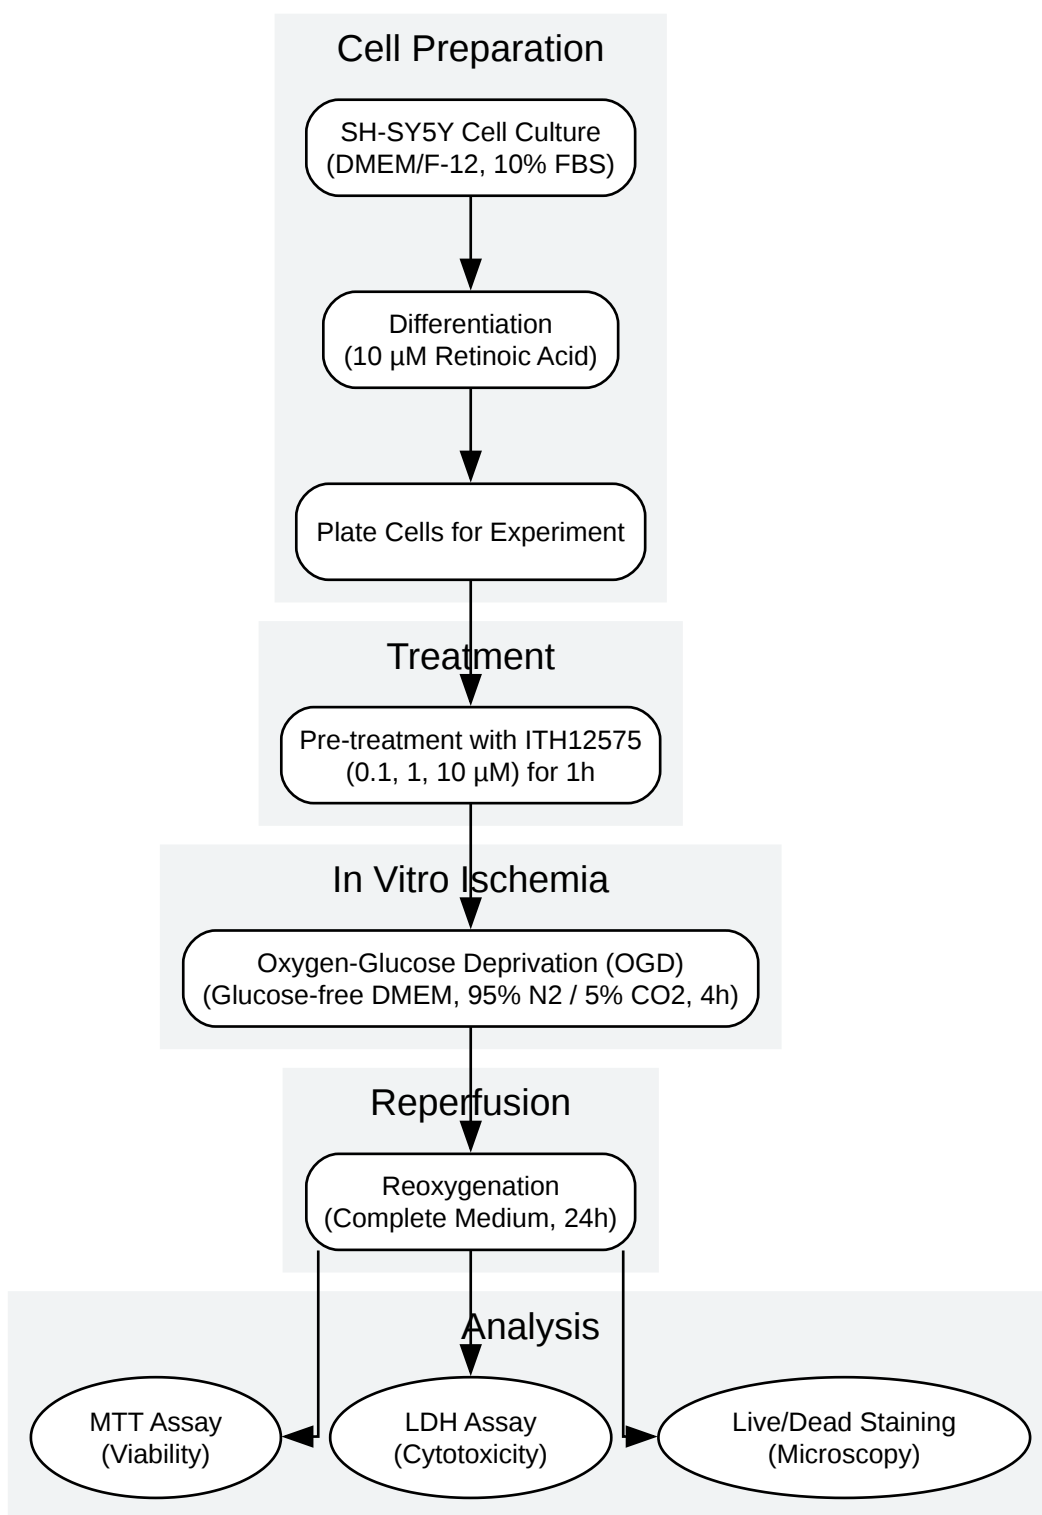 Cell Preparation
SH-SY5Y Cell Culture
(DMEM/F-12, 10% FBS)
Differentiation
(10 µM Retinoic Acid)
Plate Cells for Experiment
Treatment
Pre-treatment with ITH12575
(0.1, 1, 10 µM) for 1h
In Vitro Ischemia
Oxygen-Glucose Deprivation (OGD)
(Glucose-free DMEM, 95% N2 / 5% CO2, 4h)
Reperfusion
Reoxygenation
(Complete Medium, 24h)
Analysis
MTT Assay
(Viability)
LDH Assay
(Cytotoxicity)
Live/Dead Staining
(Microscopy)